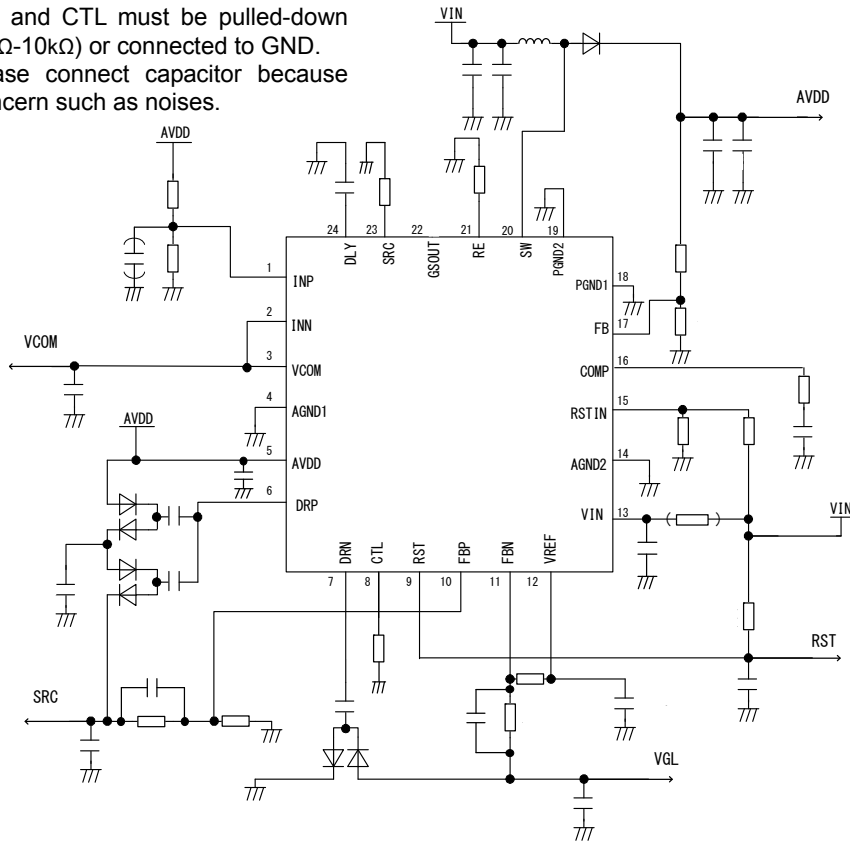 and CTL must be pulled-down
Ω-10kΩ) or connected to GND.
ase connect capacitor because
ncern such as noises.
VIN
AVDD
AVDD
24 23 22 21 20 19
DLY SRC GSOUT RE SW PGND2
1 INP
2 INN
VCOM
3 VCOM
4 AGND1
AVDD
5 AVDD
6 DRP
PGND1 18
FB 17
COMP 16
RSTIN 15
AGND2 14
VIN 13
VIN
DRN CTL RST FBP FBN VREF
7 8 9 10 11 12
RST
SRC
VGL